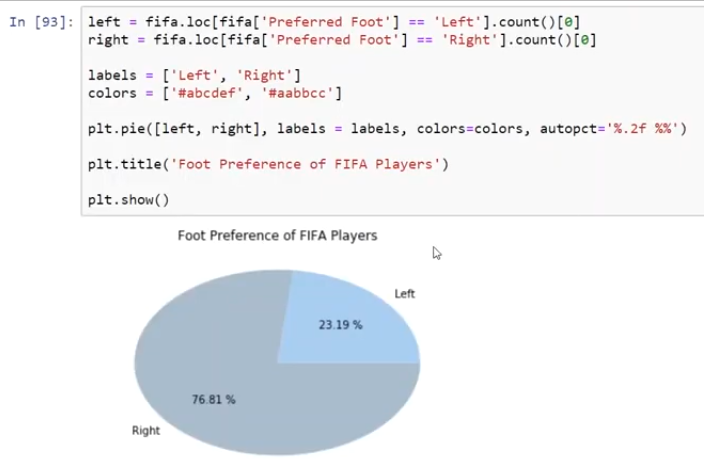 In [93]:
left = fifa.loc[fifa['Preferred Foot'] == 'Left'].count()[0]
right = fifa.loc[fifa['Preferred Foot'] == 'Right'].count()[0]
labels = ['Left', 'Right']
colors = ['#abcdef', '#aabbcc']
plt.pie([left, right], labels = labels, colors=colors, autopct='%.2f %%')
plt.title('Foot Preference of FIFA Players')
plt.show()
Foot Preference of FIFA Players
Left
23.19 %
76.81 %
Right